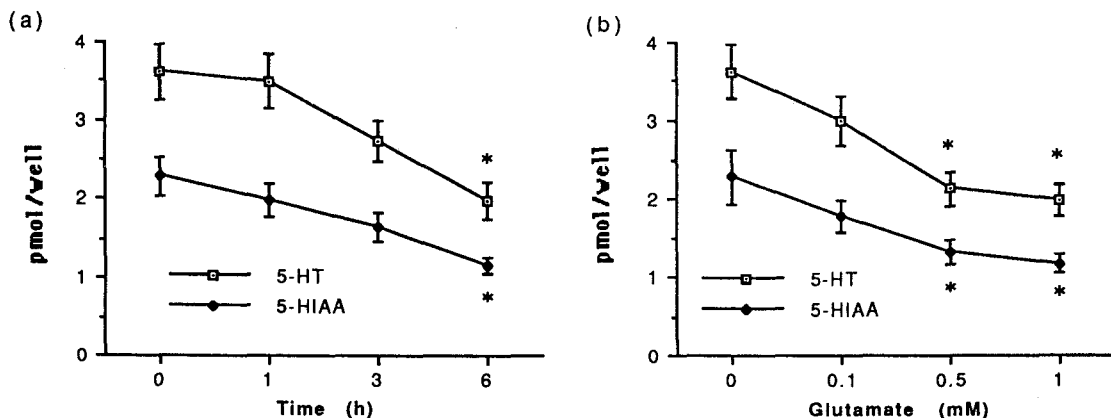 (a)
4
3
2
1
0
pmol/well
*
*
5-HT
5-HIAA
0 1 3 6
Time (h)
(b)
4
3
2
1
0
pmol/well
* *
* *
5-HT
5-HIAA
0 0.1 0.5 1
Glutamate (mM)